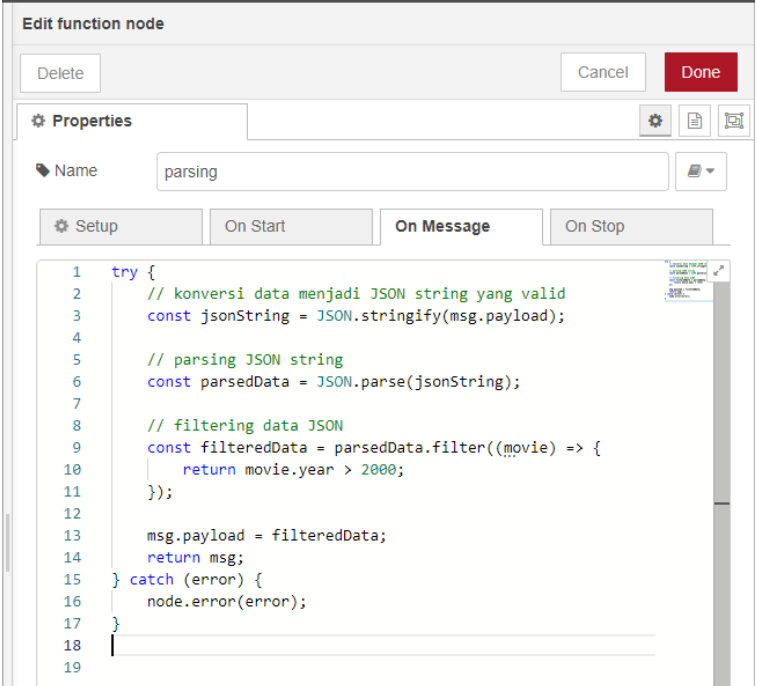 Edit function node
Delete
Cancel
Done
Properties
Name
parsing
Setup
On Start
On Message
On Stop
1 try {
2     // konversi data menjadi JSON string yang valid
3     const jsonString = JSON.stringify(msg.payload);
4
5     // parsing JSON string
6     const parsedData = JSON.parse(jsonString);
7
8     // filtering data JSON
9     const filteredData = parsedData.filter((movie) => {
10         return movie.year > 2000;
11     });
12
13     msg.payload = filteredData;
14     return msg;
15 } catch (error) {
16     node.error(error);
17 }
18
19